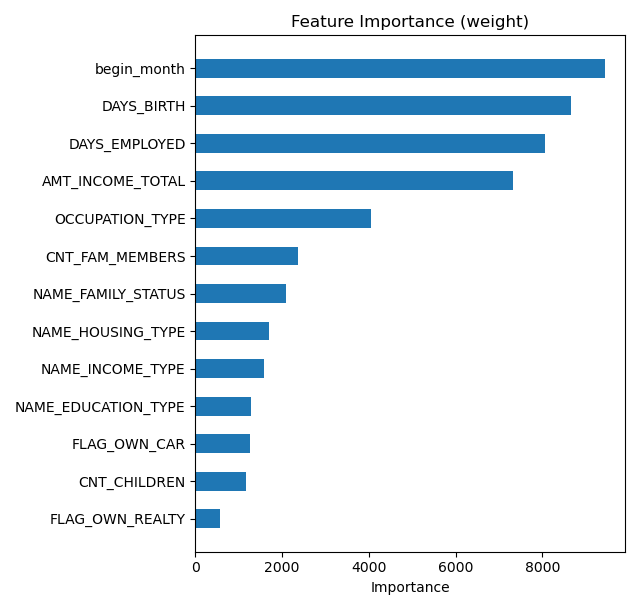 Feature Importance (weight)
begin_month
DAYS_BIRTH
DAYS_EMPLOYED
AMT_INCOME_TOTAL
OCCUPATION_TYPE
CNT_FAM_MEMBERS
NAME_FAMILY_STATUS
NAME_HOUSING_TYPE
NAME_INCOME_TYPE
NAME_EDUCATION_TYPE
FLAG_OWN_CAR
CNT_CHILDREN
FLAG_OWN_REALTY
0 2000 4000 6000 8000
Importance